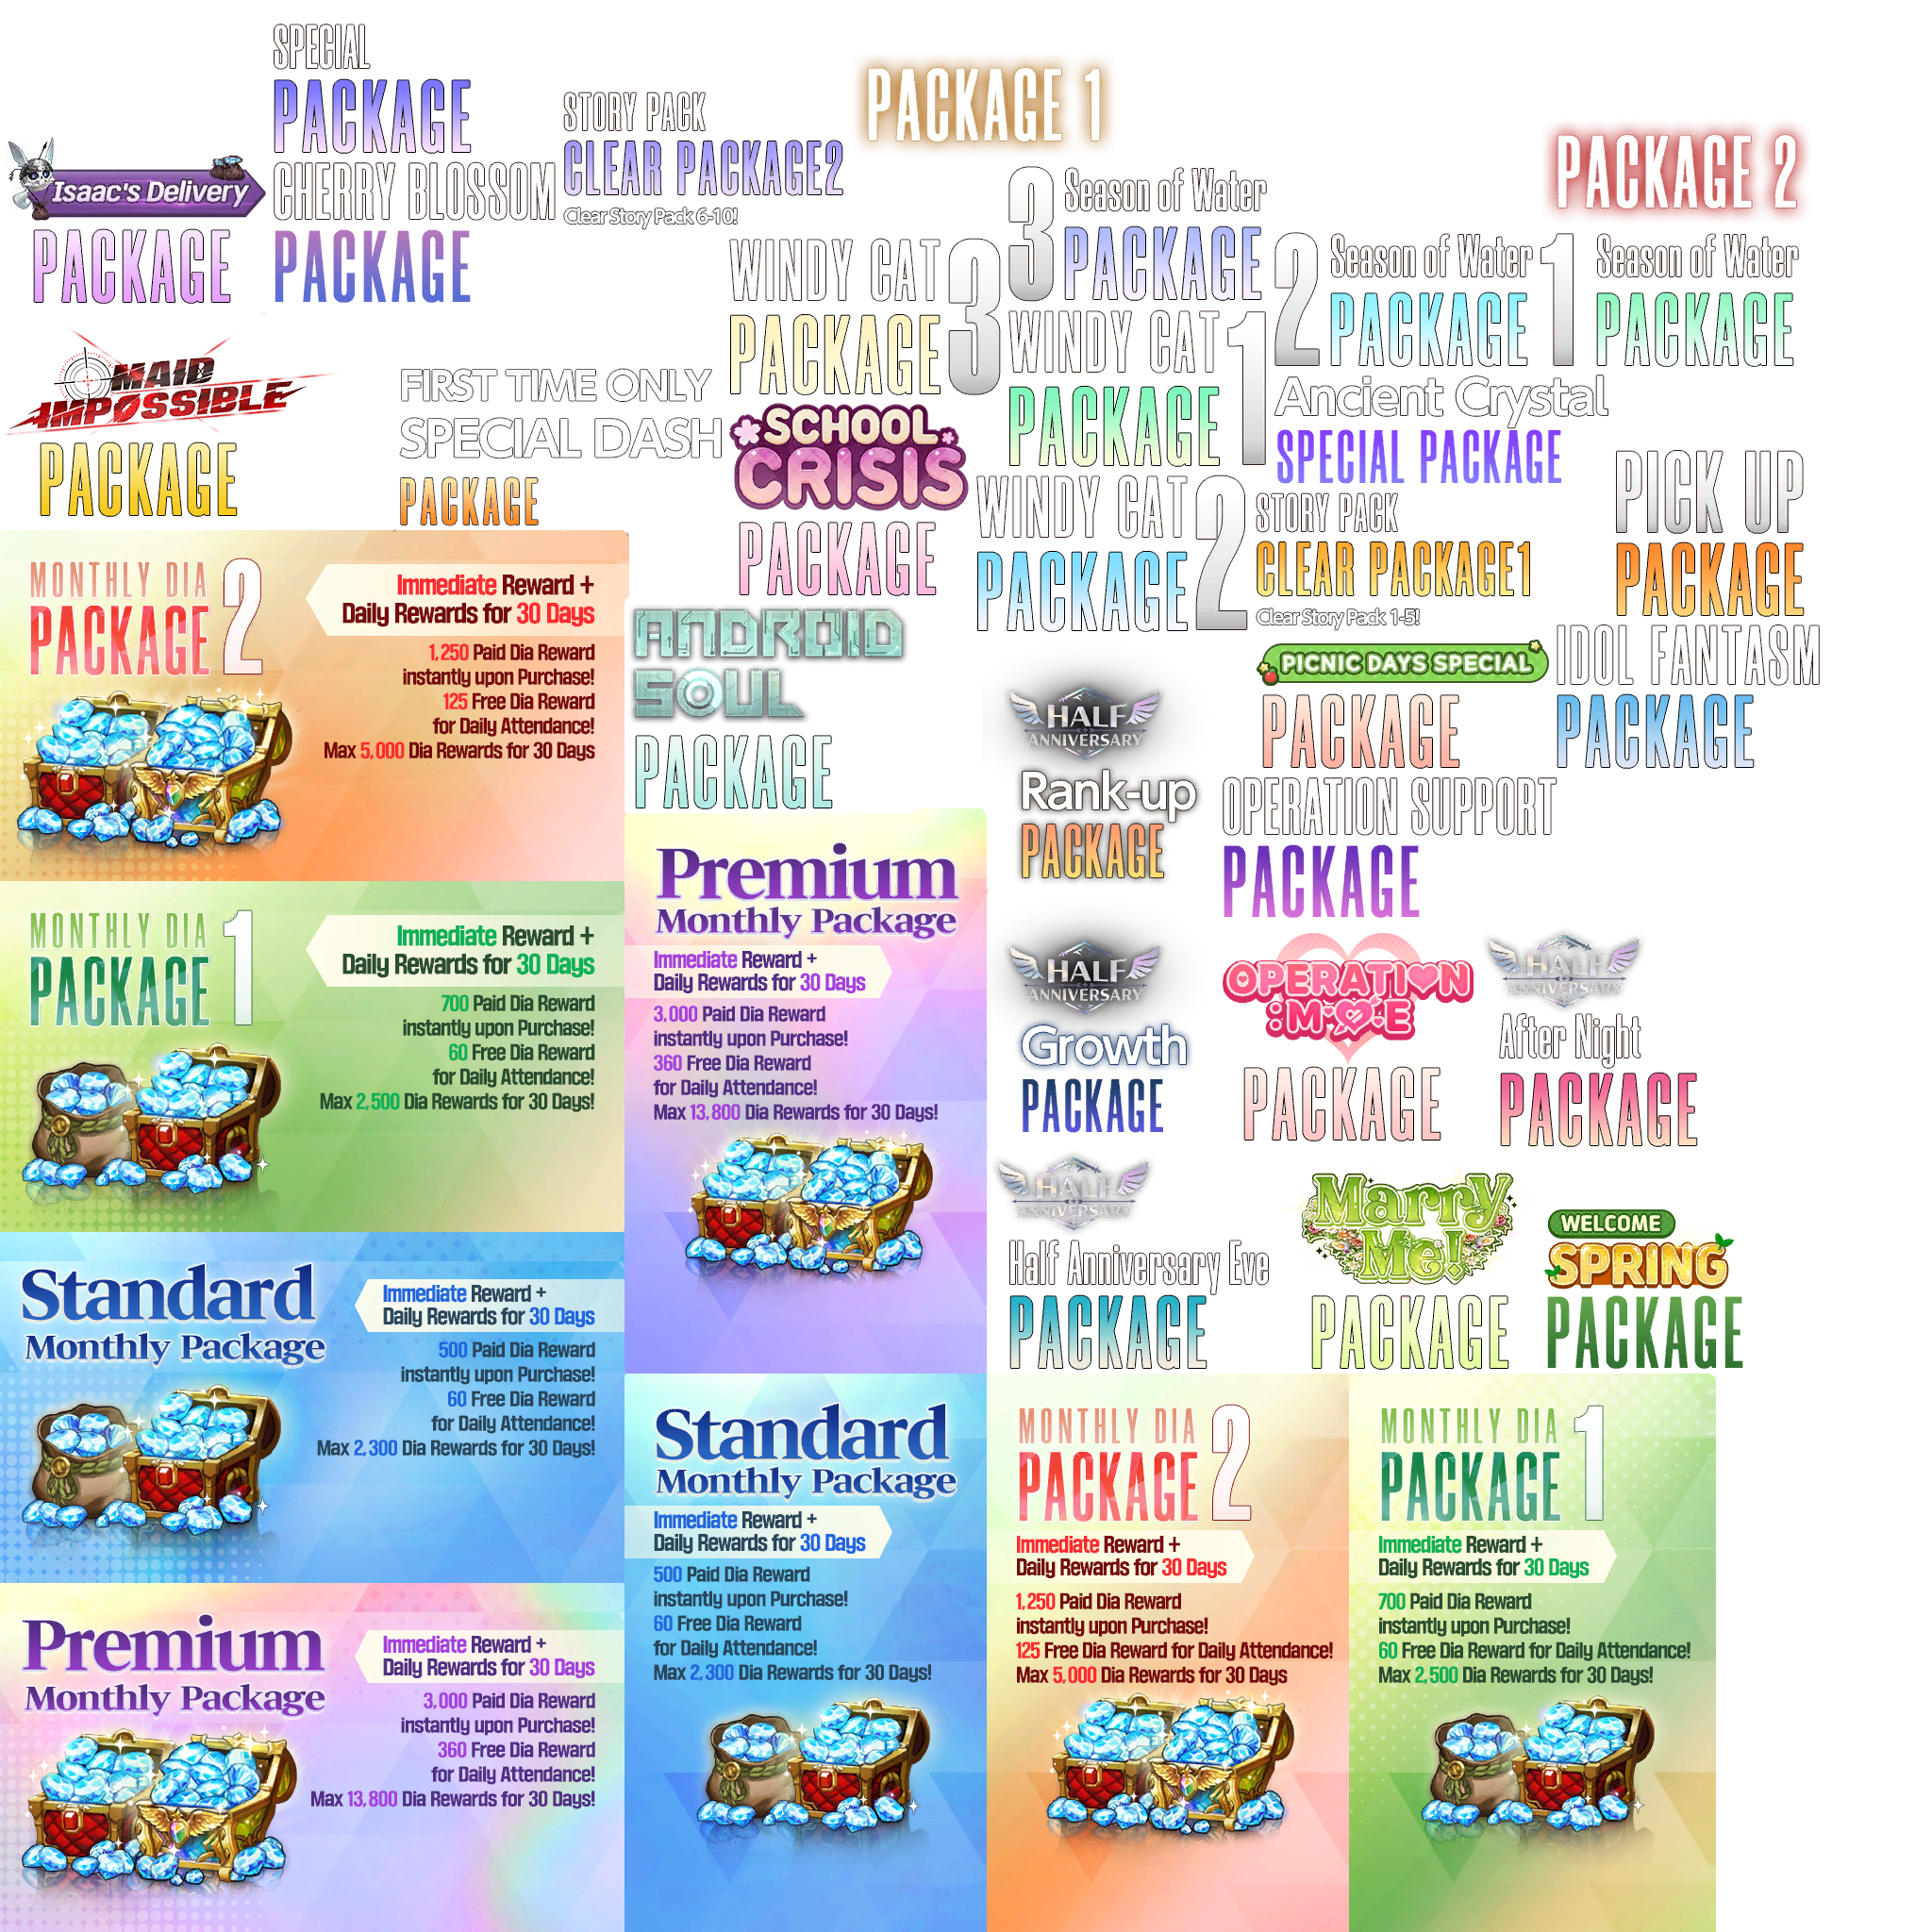 SPECIAL
PACKAGE
CHERRY BLOSSOM
PACKAGE
STORY PACK
CLEAR PACKAGE2
Clear Story Pack 6-10!
PACKAGE 1
PACKAGE 2
Isaac's Delivery
PACKAGE
3 Season of Water
PACKAGE
WINDY CAT 3
PACKAGE
2 Season of Water
PACKAGE
1 Season of Water
PACKAGE
WINDY CAT 1
PACKAGE
MAID
IMPOSSIBLE
PACKAGE
FIRST TIME ONLY
SPECIAL DASH
PACKAGE
SCHOOL
CRISIS
PACKAGE
Ancient Crystal
SPECIAL PACKAGE
WINDY CAT 2
PACKAGE
STORY PACK
CLEAR PACKAGE1
Clear Story Pack 1-5!
PICK UP
PACKAGE
MONTHLY DIA
PACKAGE 2
Immediate Reward +
Daily Rewards for 30 Days
1,250 Paid Dia Reward
instantly upon Purchase!
125 Free Dia Reward
for Daily Attendance!
Max 5,000 Dia Rewards for 30 Days
ANDROID
SOUL
PACKAGE
PICNIC DAYS SPECIAL
PACKAGE
IDOL FANTASM
PACKAGE
HALF
ANNIVERSARY
Rank-up
PACKAGE
OPERATION SUPPORT
PACKAGE
MONTHLY DIA
PACKAGE 1
Immediate Reward +
Daily Rewards for 30 Days
700 Paid Dia Reward
instantly upon Purchase!
60 Free Dia Reward
for Daily Attendance!
Max 2,500 Dia Rewards for 30 Days!
Premium
Monthly Package
Immediate Reward +
Daily Rewards for 30 Days
3,000 Paid Dia Reward
instantly upon Purchase!
360 Free Dia Reward
for Daily Attendance!
Max 13,800 Dia Rewards for 30 Days!
HALF
ANNIVERSARY
Growth
PACKAGE
OPERATION
:MOE
PACKAGE
HALF
ANNIVERSARY
After Night
PACKAGE
HALF
ANNIVERSARY
Half Anniversary Eve
PACKAGE
Marry
Me!
PACKAGE
WELCOME
SPRING
PACKAGE
Standard
Monthly Package
Immediate Reward +
Daily Rewards for 30 Days
500 Paid Dia Reward
instantly upon Purchase!
60 Free Dia Reward
for Daily Attendance!
Max 2,300 Dia Rewards for 30 Days!
Premium
Monthly Package
Immediate Reward +
Daily Rewards for 30 Days
3,000 Paid Dia Reward
instantly upon Purchase!
360 Free Dia Reward
for Daily Attendance!
Max 13,800 Dia Rewards for 30 Days!
Standard
Monthly Package
Immediate Reward +
Daily Rewards for 30 Days
500 Paid Dia Reward
instantly upon Purchase!
60 Free Dia Reward
for Daily Attendance!
Max 2,300 Dia Rewards for 30 Days!
MONTHLY DIA
PACKAGE 2
Immediate Reward +
Daily Rewards for 30 Days
1,250 Paid Dia Reward
instantly upon Purchase!
125 Free Dia Reward for Daily Attendance!
Max 5,000 Dia Rewards for 30 Days
MONTHLY DIA
PACKAGE 1
Immediate Reward +
Daily Rewards for 30 Days
700 Paid Dia Reward
instantly upon Purchase!
60 Free Dia Reward for Daily Attendance!
Max 2,500 Dia Rewards for 30 Days!